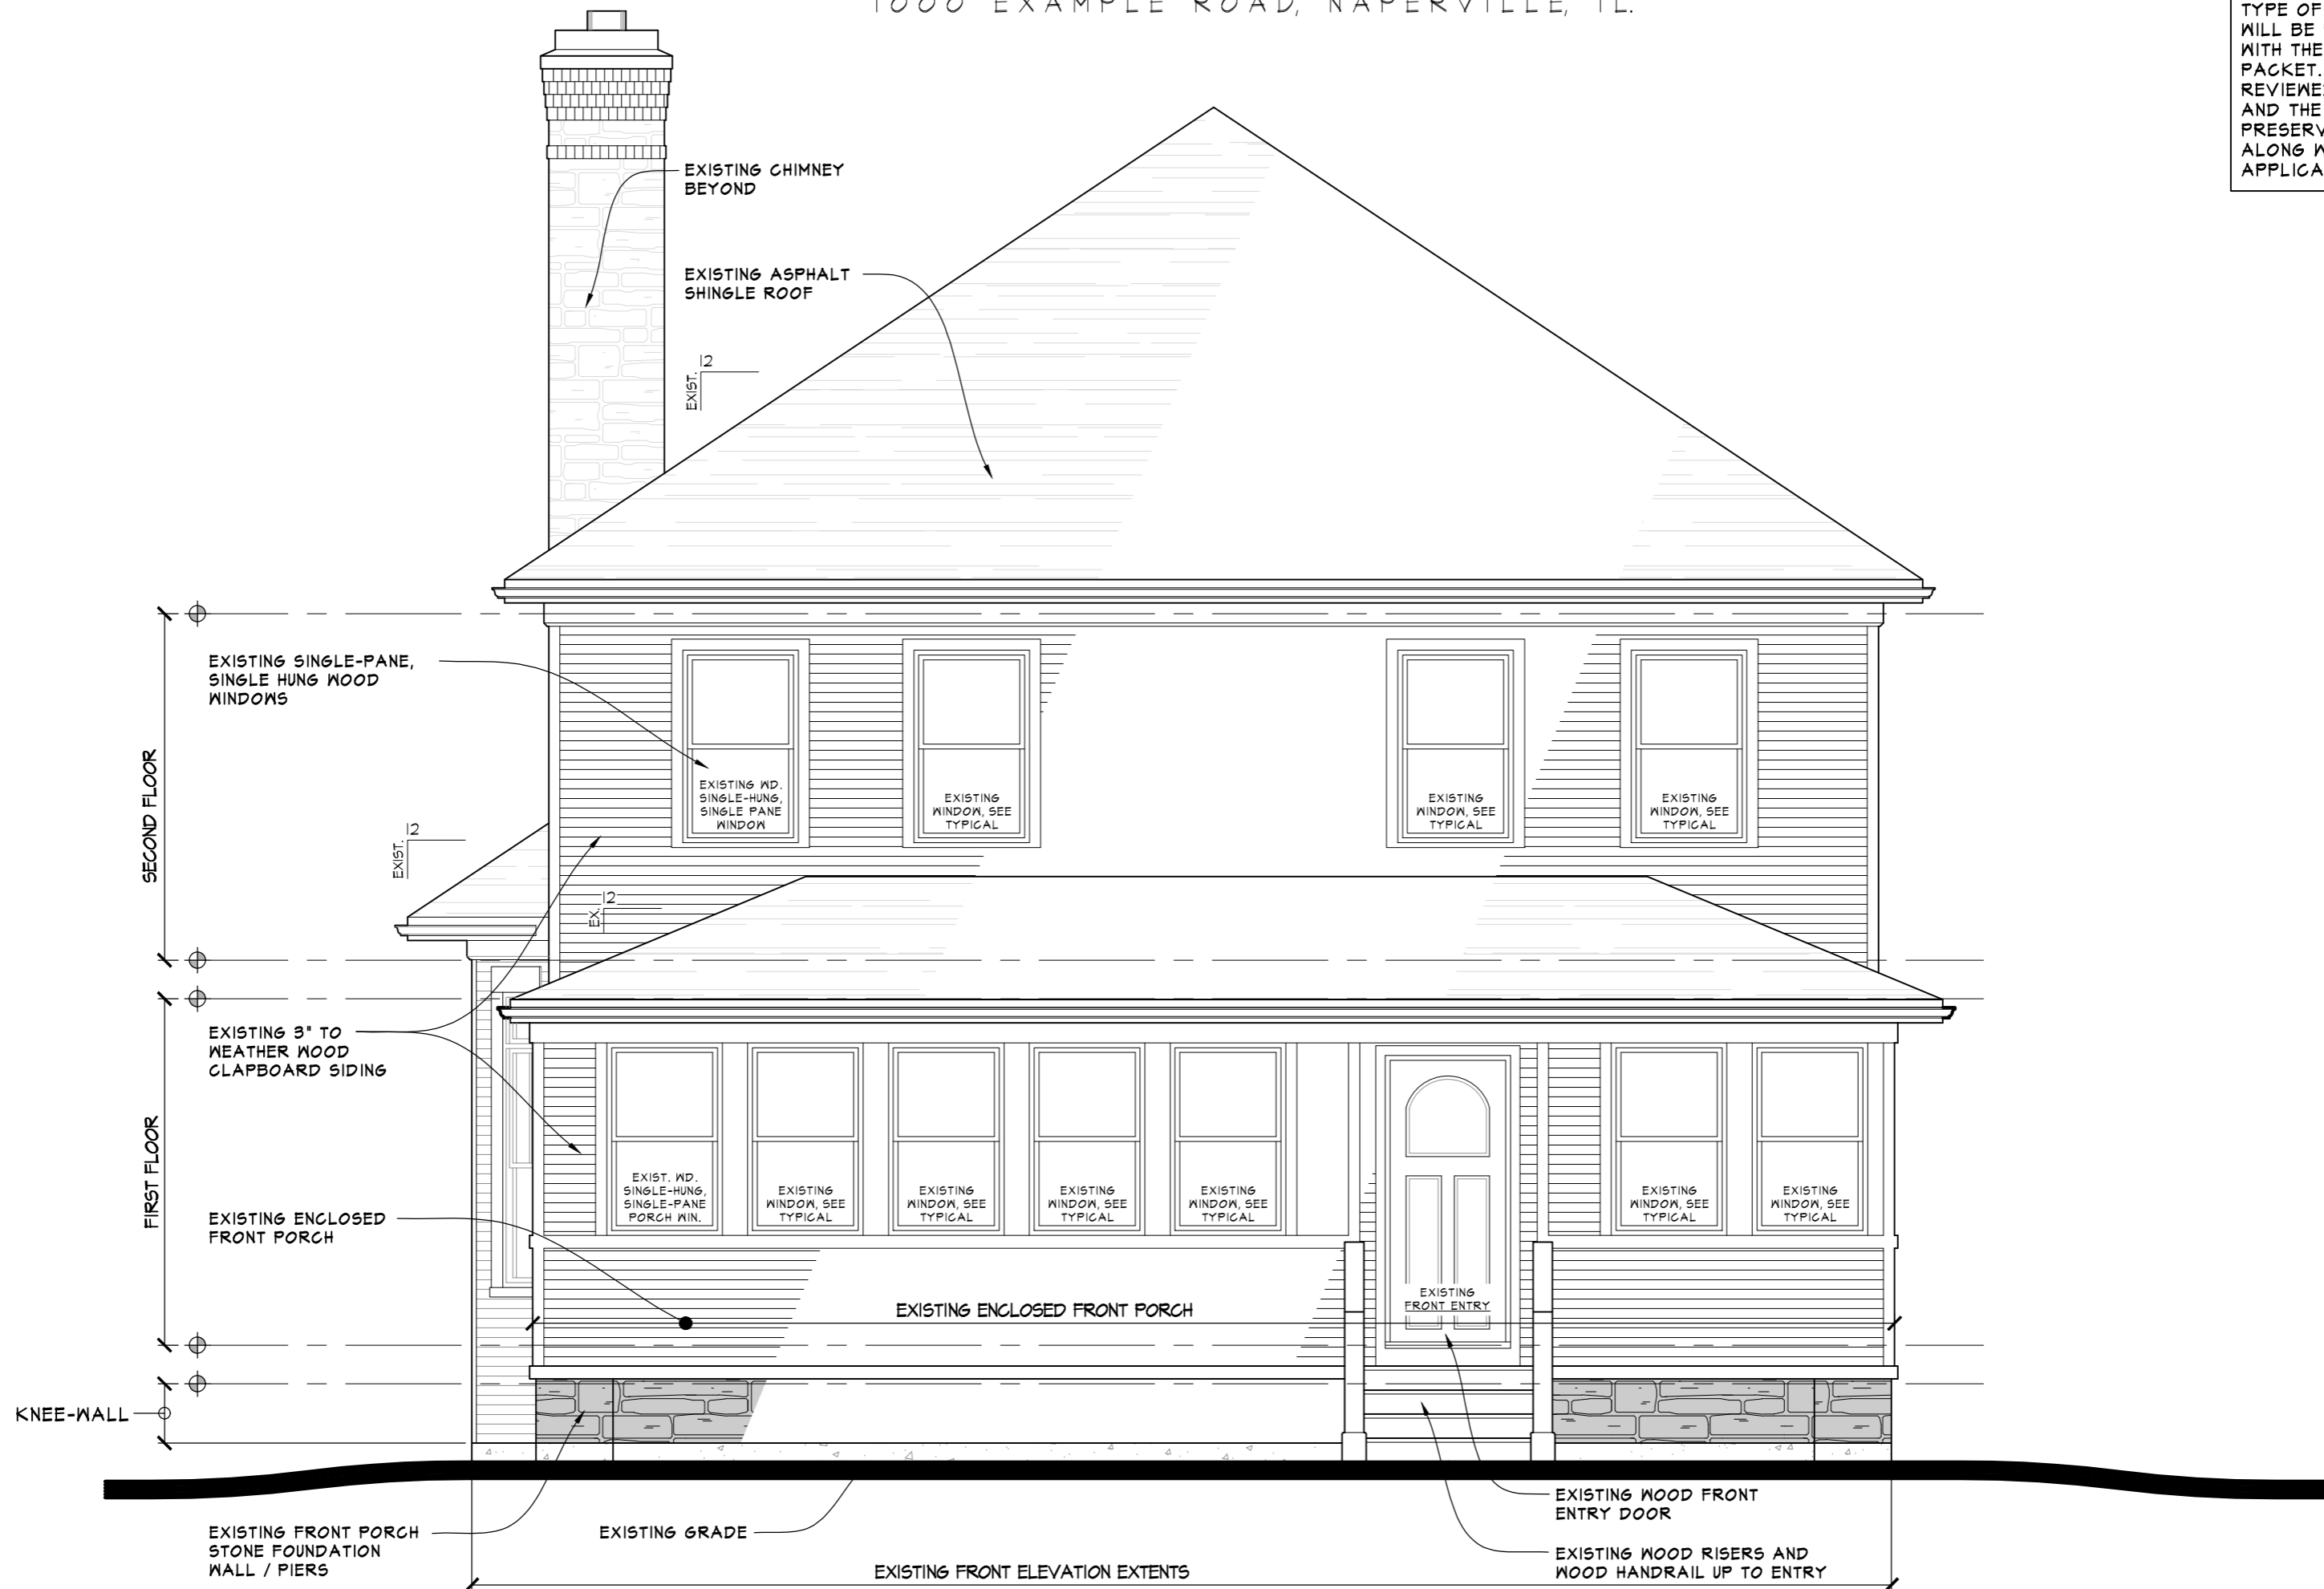 1000 EXAMPLE ROAD, NAPERVILLE, IL.
TYPE OF
WILL BE
WITH THE
PACKET.
REVIEWE
AND THE
PRESERV
ALONG W
APPLICA
EXISTING CHIMNEY
BEYOND
EXISTING ASPHALT
SHINGLE ROOF
12
EXIST.
EXISTING SINGLE-PANE,
SINGLE HUNG WOOD
WINDOWS
SECOND FLOOR
EXISTING WD.
SINGLE-HUNG,
SINGLE PANE
WINDOW
EXISTING
WINDOW, SEE
TYPICAL
EXISTING
WINDOW, SEE
TYPICAL
EXISTING
WINDOW, SEE
TYPICAL
12
EXIST.
12
EX.
EXISTING 3" TO
WEATHER WOOD
CLAPBOARD SIDING
FIRST FLOOR
EXIST. WD.
SINGLE-HUNG,
SINGLE-PANE
PORCH WIN.
EXISTING
WINDOW, SEE
TYPICAL
EXISTING
WINDOW, SEE
TYPICAL
EXISTING
WINDOW, SEE
TYPICAL
EXISTING
WINDOW, SEE
TYPICAL
EXISTING
WINDOW, SEE
TYPICAL
EXISTING
WINDOW, SEE
TYPICAL
EXISTING ENCLOSED
FRONT PORCH
EXISTING
FRONT ENTRY
EXISTING ENCLOSED FRONT PORCH
KNEE-WALL
EXISTING WOOD FRONT
ENTRY DOOR
EXISTING FRONT PORCH
STONE FOUNDATION
WALL / PIERS
EXISTING GRADE
EXISTING WOOD RISERS AND
WOOD HANDRAIL UP TO ENTRY
EXISTING FRONT ELEVATION EXTENTS